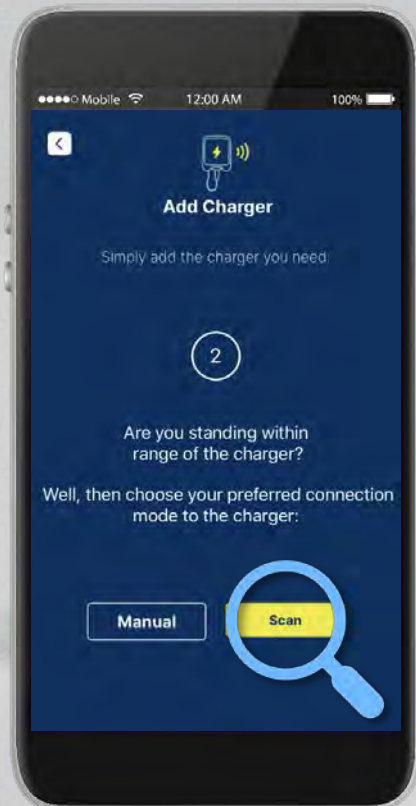 Mobile 12:00 AM 100%
Add Charger
Simply add the charger you need
2
Are you standing within
range of the charger?
Well, then choose your preferred connection
mode to the charger:
Manual Scan